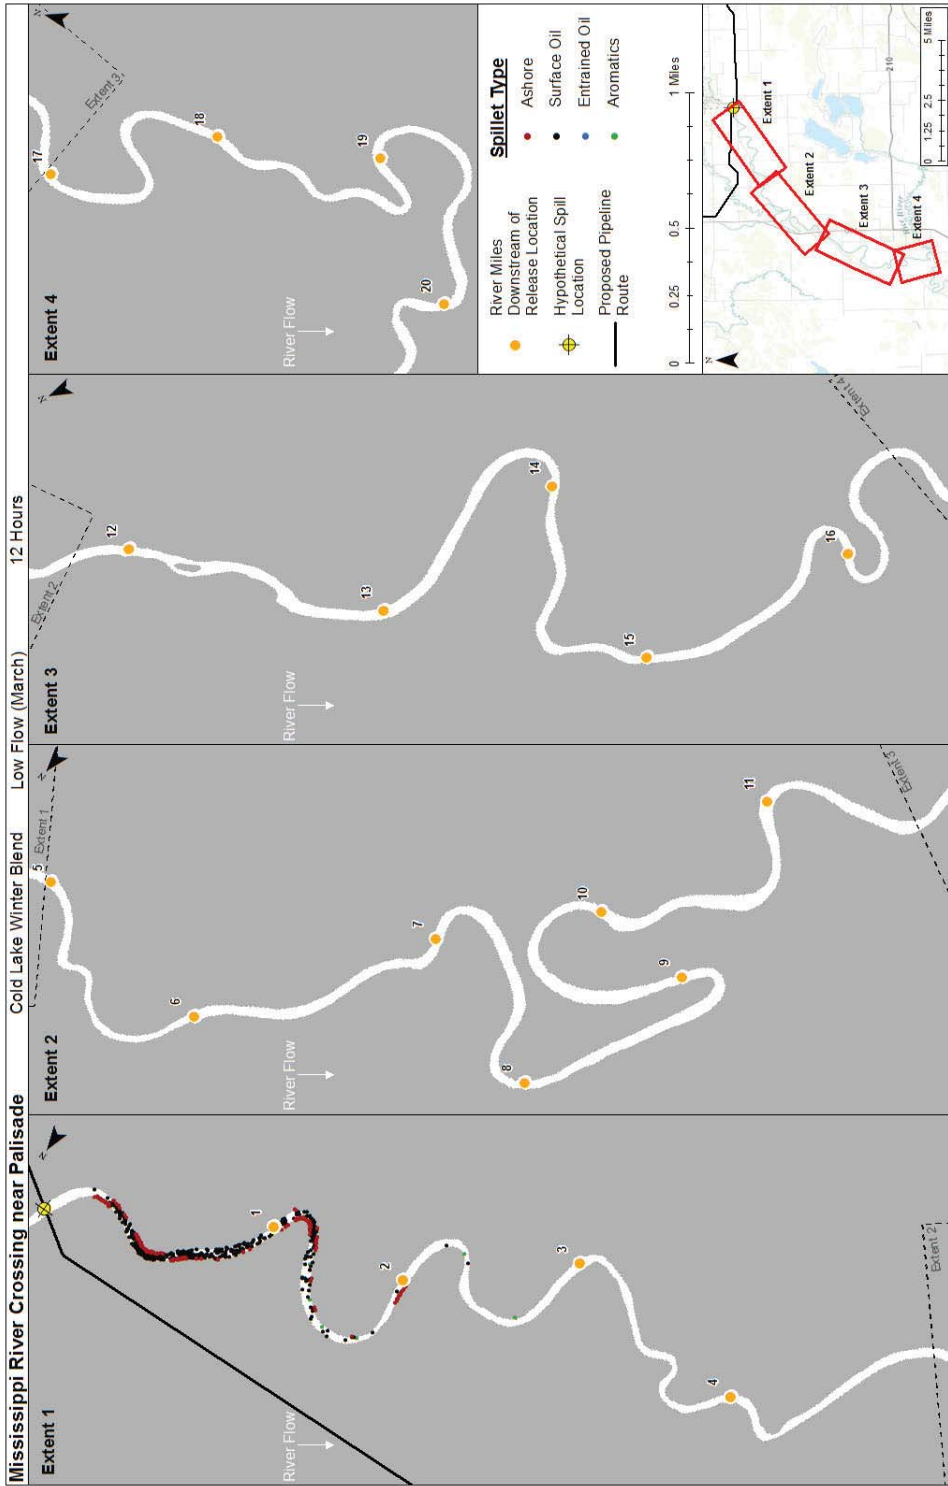 Mississippi River Crossing near Palisade
Cold Lake Winter Blend
Low Flow (March)
12 Hours
Extent 1
N
River Flow
1
2
3
4
Extent 2
Extent 2
N
Extent 1
River Flow
5
6
7
8
9
10
11
Extent 3
Extent 3
N
Extent 2
River Flow
12
13
14
15
16
Extent 4
Extent 4
N
Extent 3
River Flow
17
18
19
20
River Miles
Downstream of
Release Location
Hypothetical Spill
Location
Proposed Pipeline
Route
Spillet Type
Ashore
Surface Oil
Entrained Oil
Aromatics
0 0.25 0.5 1 Miles
N
Extent 1
Extent 2
Extent 3
Extent 4
210
0 1.25 2.5 5 Miles